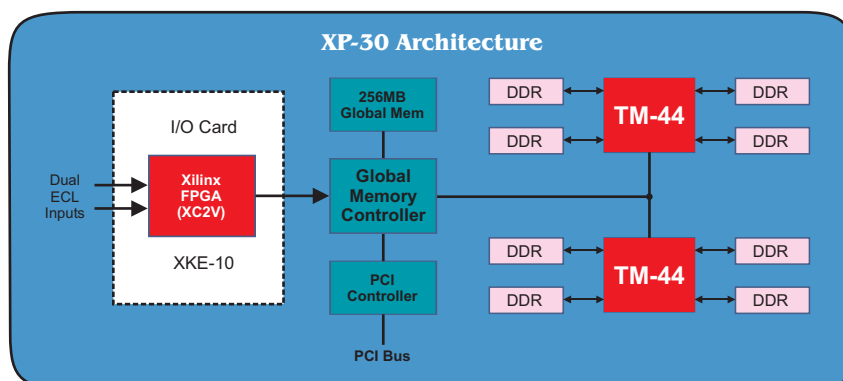 XP-30 Architecture
I/O Card
Dual
ECL
Inputs
Xilinx
FPGA
(XC2V)
XKE-10
256MB
Global Mem
Global
Memory
Controller
PCI
Controller
PCI Bus
DDR
DDR
TM-44
DDR
DDR
DDR
DDR
TM-44
DDR
DDR